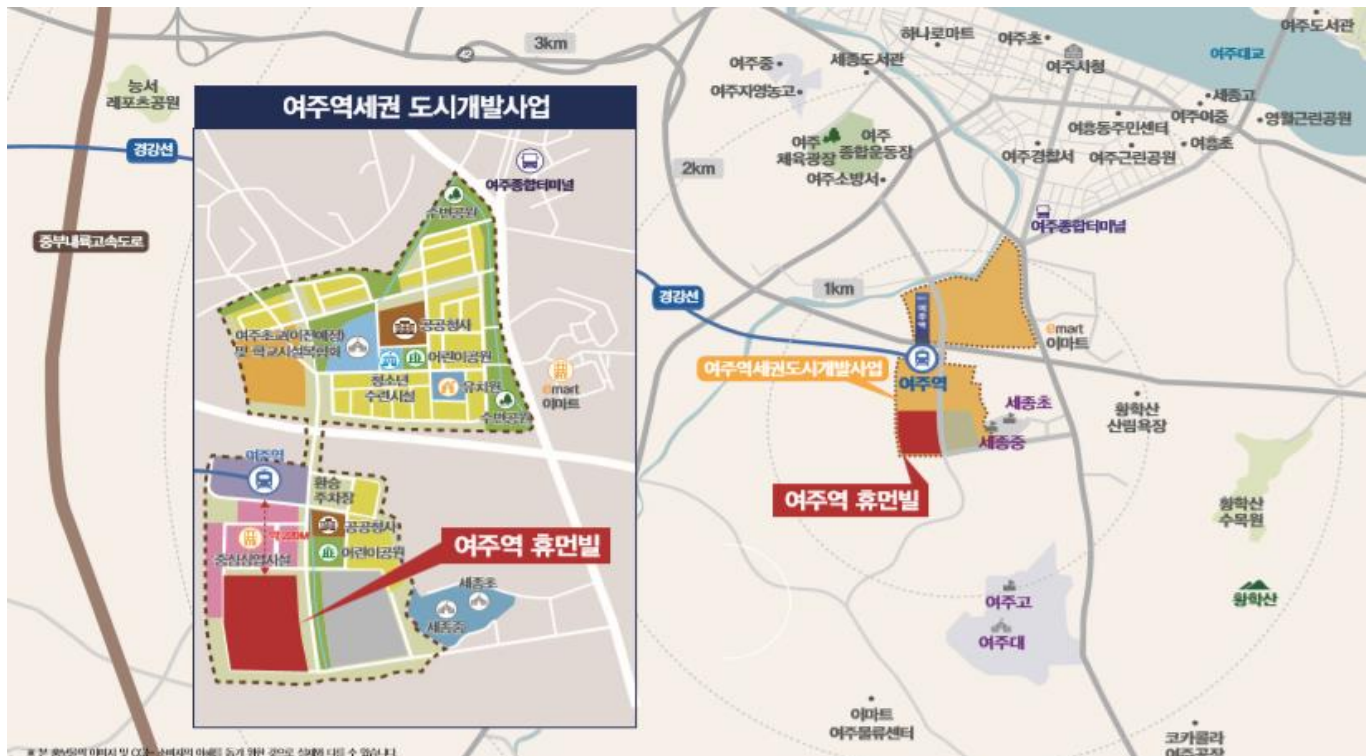 3km
하나로마트
여주초
여주도서관
여주대교
여주중
세종도서관
여주시청
능서
레포츠공원
여주자영농고
세종고
여주여중
영월근린공원
여흥동주민센터
여흥초
여주역세권 도시개발사업
경강선
여주
체육광장
여주
종합운동장
여주경찰서
여주근린공원
2km
여주소방서
여주종합터미널
수변공원
여주종합터미널
중부내륙고속도로
경강선
1km
여주초교(이전예정)
및 학교시설복합화
공공청사
어린이공원
청소년
수련시설
유치원
수변공원
emart
이마트
emart
이마트
여주역
여주역
여주역세권도시개발사업
세종초
세종중
황학산
산림욕장
여주역
환승
주차장
공공청사
어린이공원
중심상업시설
여주역 휴먼빌
여주역 휴먼빌
황학산
수목원
세종초
세종중
여주고
여주대
황학산
이마트
여주물류센터
코카콜라
여주공장